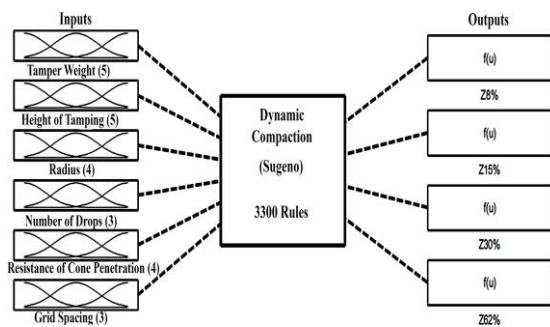 Inputs
Tamper Weight (5)
Height of Tamping (5)
Radius (4)
Number of Drops (3)
Resistance of Cone Penetration (4)
Grid Spacing (3)
Dynamic
Compaction
(Sugeno)
3300 Rules
Outputs
f(u)
Z8%
f(u)
Z15%
f(u)
Z30%
f(u)
Z62%